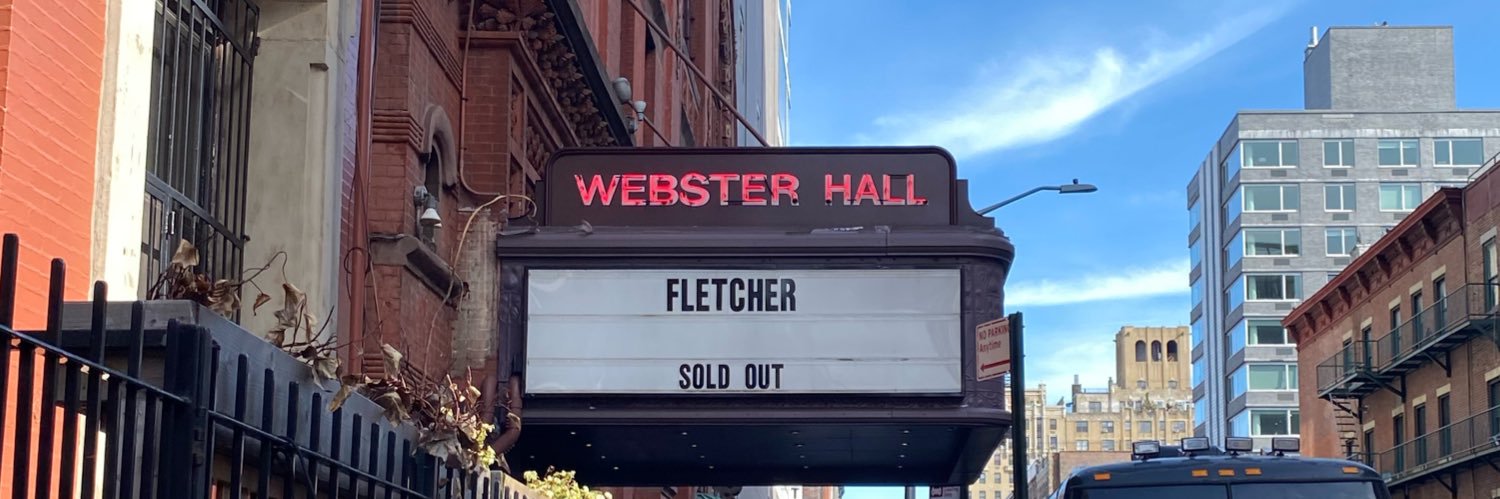 WEBSTER HALL
FLETCHER
SOLD OUT
NO PARKING
Anytime